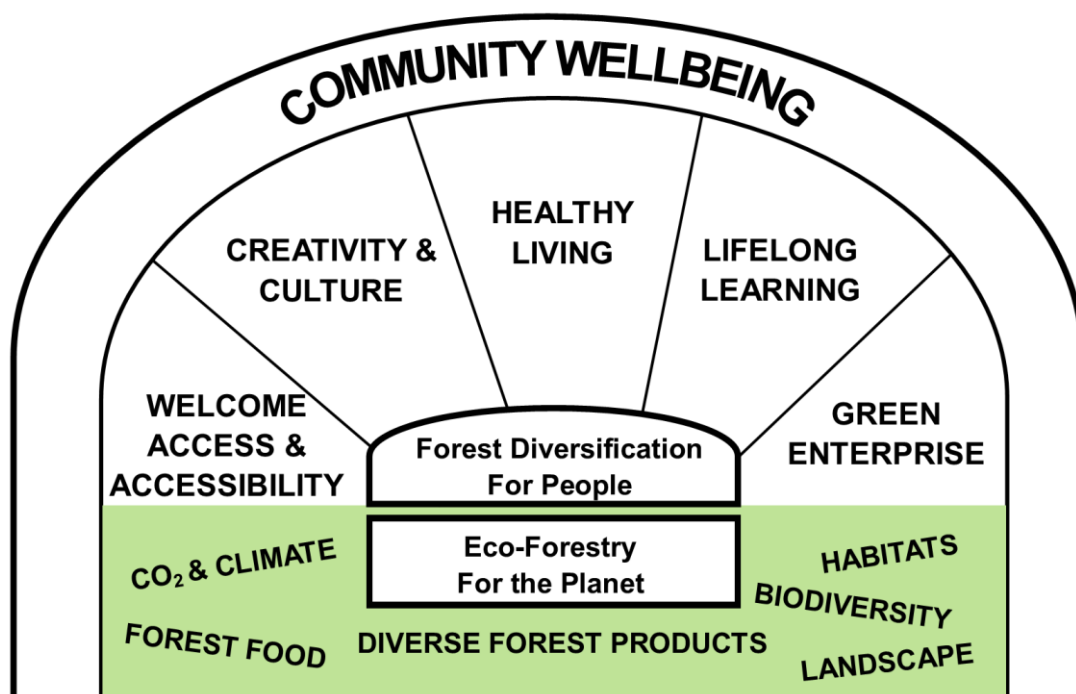 COMMUNITY WELLBEING
HEALTHY
LIVING
CREATIVITY &
CULTURE
LIFELONG
LEARNING
WELCOME
ACCESS &
ACCESSIBILITY
GREEN
ENTERPRISE
Forest Diversification
For People
Eco-Forestry
For the Planet
CO₂ & CLIMATE
FOREST FOOD
DIVERSE FOREST PRODUCTS
HABITATS
BIODIVERSITY
LANDSCAPE